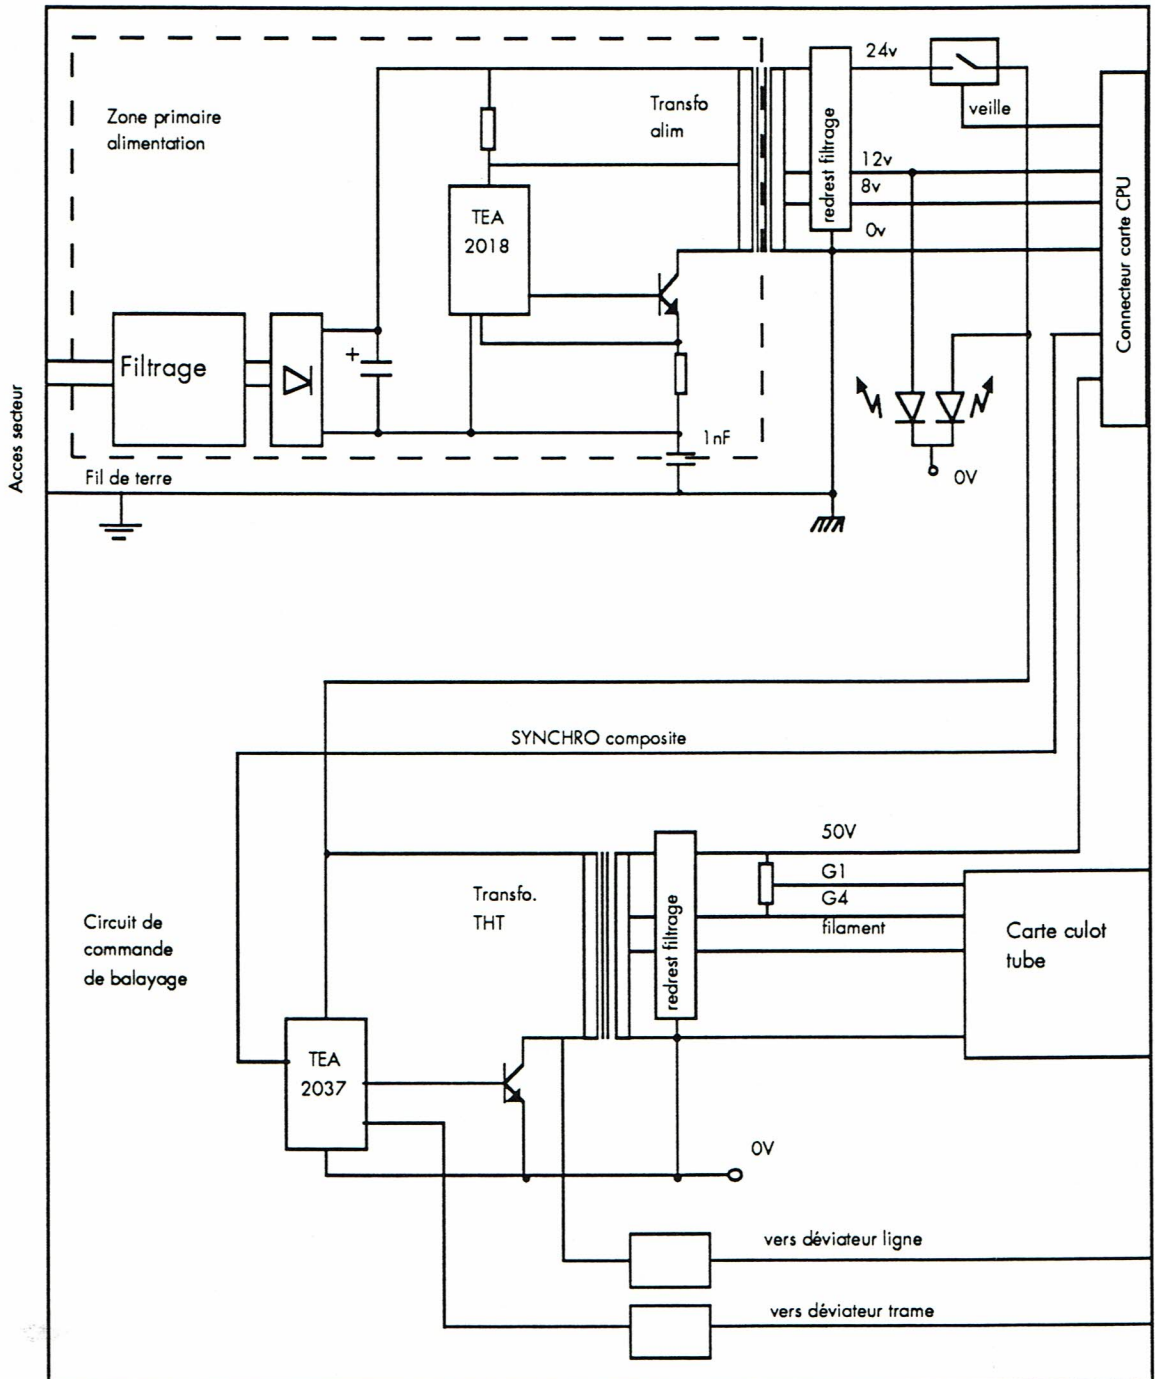 Zone primaire
alimentation
Transfo
alim
24v
veille
12v
8v
0v
redrest filtrage
Connecteur carte CPU
TEA
2018
Filtrage
+
1nF
0V
Acces secteur
Fil de terre
SYNCHRO composite
50V
G1
G4
filament
Transfo.
THT
redrest filtrage
Carte culot
tube
Circuit de
commande
de balayage
TEA
2037
0V
vers déviateur ligne
vers déviateur trame